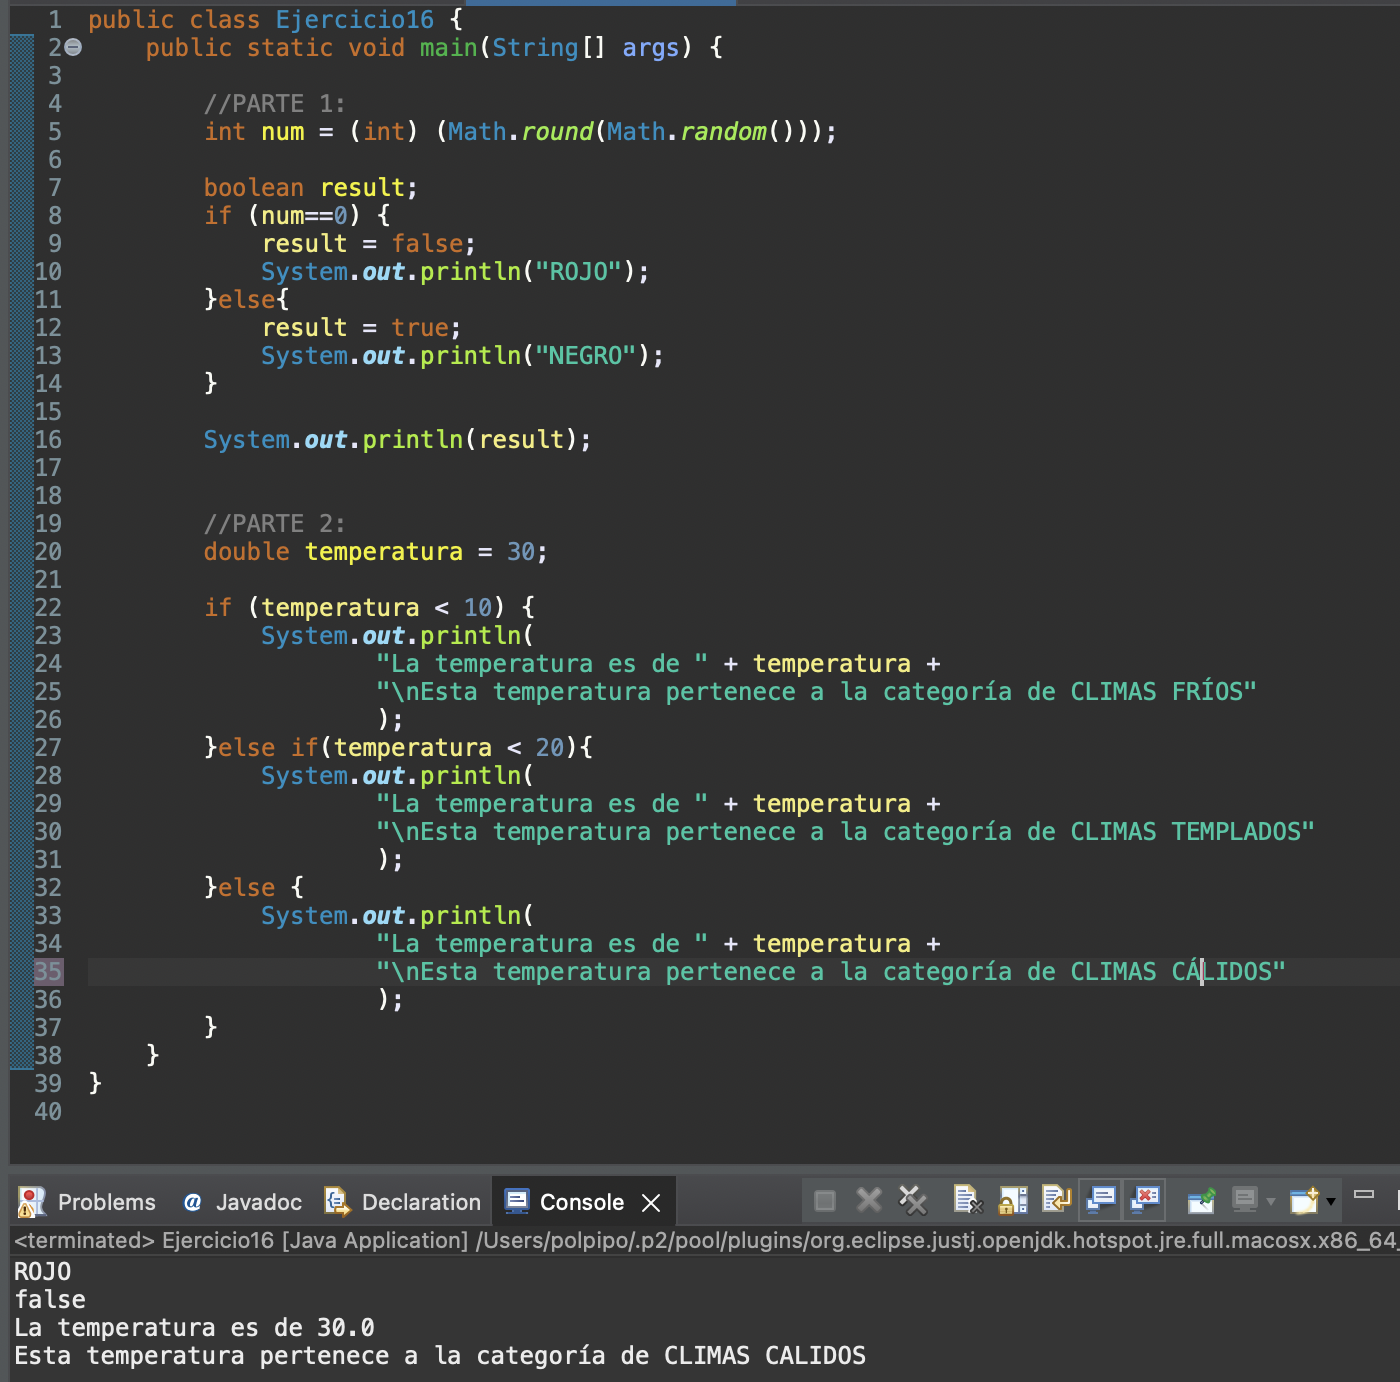 1 public class Ejercicio16 {
2 public static void main(String[] args) {
3
4 //PARTE 1:
5 int num = (int) (Math.round(Math.random()));
6
7 boolean result;
8 if (num==0) {
9 result = false;
10 System.out.println("ROJO");
11 }else{
12 result = true;
13 System.out.println("NEGRO");
14 }
15
16 System.out.println(result);
17
18
19 //PARTE 2:
20 double temperatura = 30;
21
22 if (temperatura < 10) {
23 System.out.println(
24 "La temperatura es de " + temperatura +
25 "\nEsta temperatura pertenece a la categoría de CLIMAS FRÍOS"
26 );
27 }else if(temperatura < 20){
28 System.out.println(
29 "La temperatura es de " + temperatura +
30 "\nEsta temperatura pertenece a la categoría de CLIMAS TEMPLADOS"
31 );
32 }else {
33 System.out.println(
34 "La temperatura es de " + temperatura +
35 "\nEsta temperatura pertenece a la categoría de CLIMAS CÁLIDOS"
36 );
37 }
38 }
39 }
40
Problems @ Javadoc Declaration Console
<terminated> Ejercicio16 [Java Application] /Users/polpipo/.p2/pool/plugins/org.eclipse.justj.openjdk.hotspot.jre.full.macosx.x86_64_
ROJO
false
La temperatura es de 30.0
Esta temperatura pertenece a la categoría de CLIMAS CALIDOS